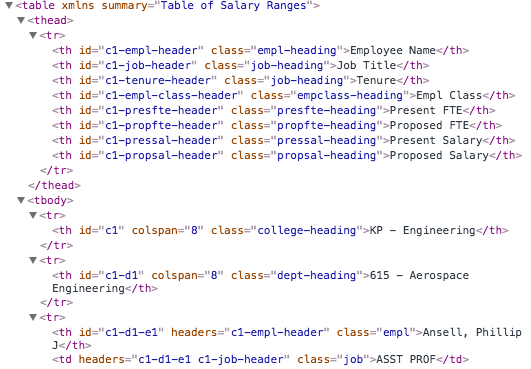 <table xmlns summary="Table of Salary Ranges">
<thead>
<tr>
<th id="c1-empl-header" class="empl-heading">Employee Name</th>
<th id="c1-job-header" class="job-heading">Job Title</th>
<th id="c1-tenure-header" class="job-heading">Tenure</th>
<th id="c1-empl-class-header" class="empclass-heading">Empl Class</th>
<th id="c1-presfte-header" class="presfte-heading">Present FTE</th>
<th id="c1-propfte-header" class="propfte-heading">Proposed FTE</th>
<th id="c1-pressal-header" class="pressal-heading">Present Salary</th>
<th id="c1-propsal-header" class="propsal-heading">Proposed Salary</th>
</tr>
</thead>
<tbody>
<tr>
<th id="c1" colspan="8" class="college-heading">KP – Engineering</th>
</tr>
<tr>
<th id="c1-d1" colspan="8" class="dept-heading">615 – Aerospace
Engineering</th>
</tr>
<tr>
<th id="c1-d1-e1" headers="c1-empl-header" class="empl">Ansell, Phillip
J</th>
<td headers="c1-d1-e1 c1-job-header" class="job">ASST PROF</td>